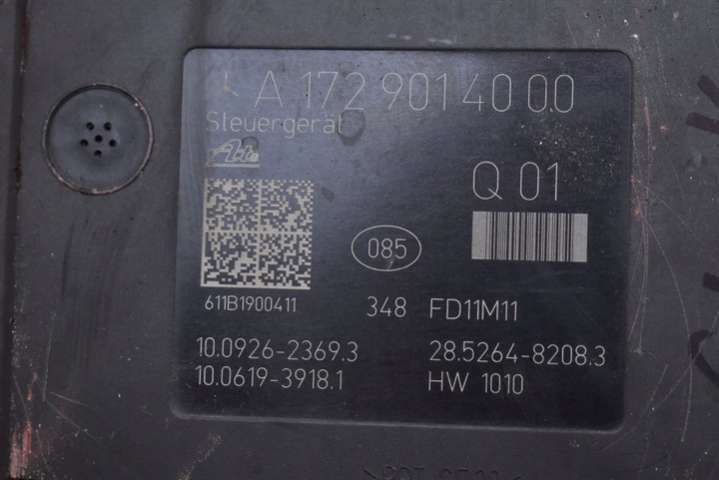 A 172 901 40 00.0
Steuergerät
Ate
Q 01
085
611B1900411
348 FD11M11
10.0926-2369.3 28.5264-8208.3
10.0619-3918.1 HW 1010